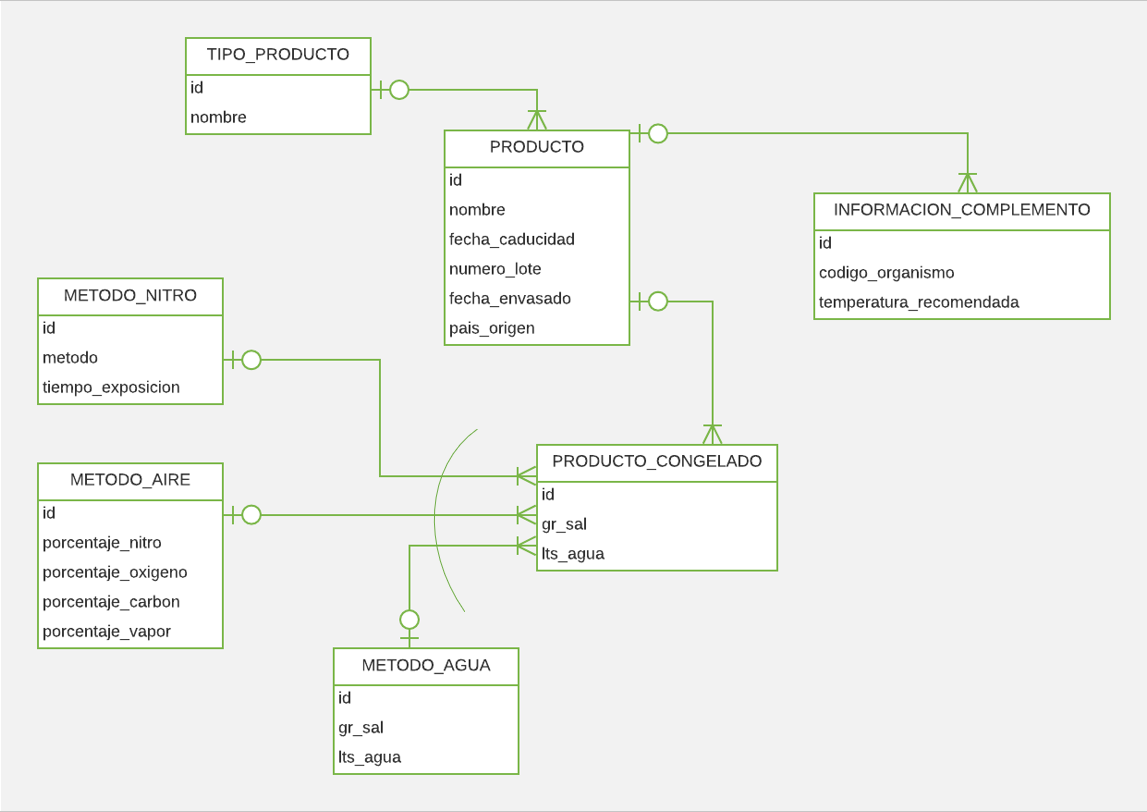 TIPO_PRODUCTO
id
nombre
PRODUCTO
id
nombre
fecha_caducidad
numero_lote
fecha_envasado
pais_origen
INFORMACION_COMPLEMENTO
id
codigo_organismo
temperatura_recomendada
METODO_NITRO
id
metodo
tiempo_exposicion
METODO_AIRE
id
porcentaje_nitro
porcentaje_oxigeno
porcentaje_carbon
porcentaje_vapor
PRODUCTO_CONGELADO
id
gr_sal
lts_agua
METODO_AGUA
id
gr_sal
lts_agua